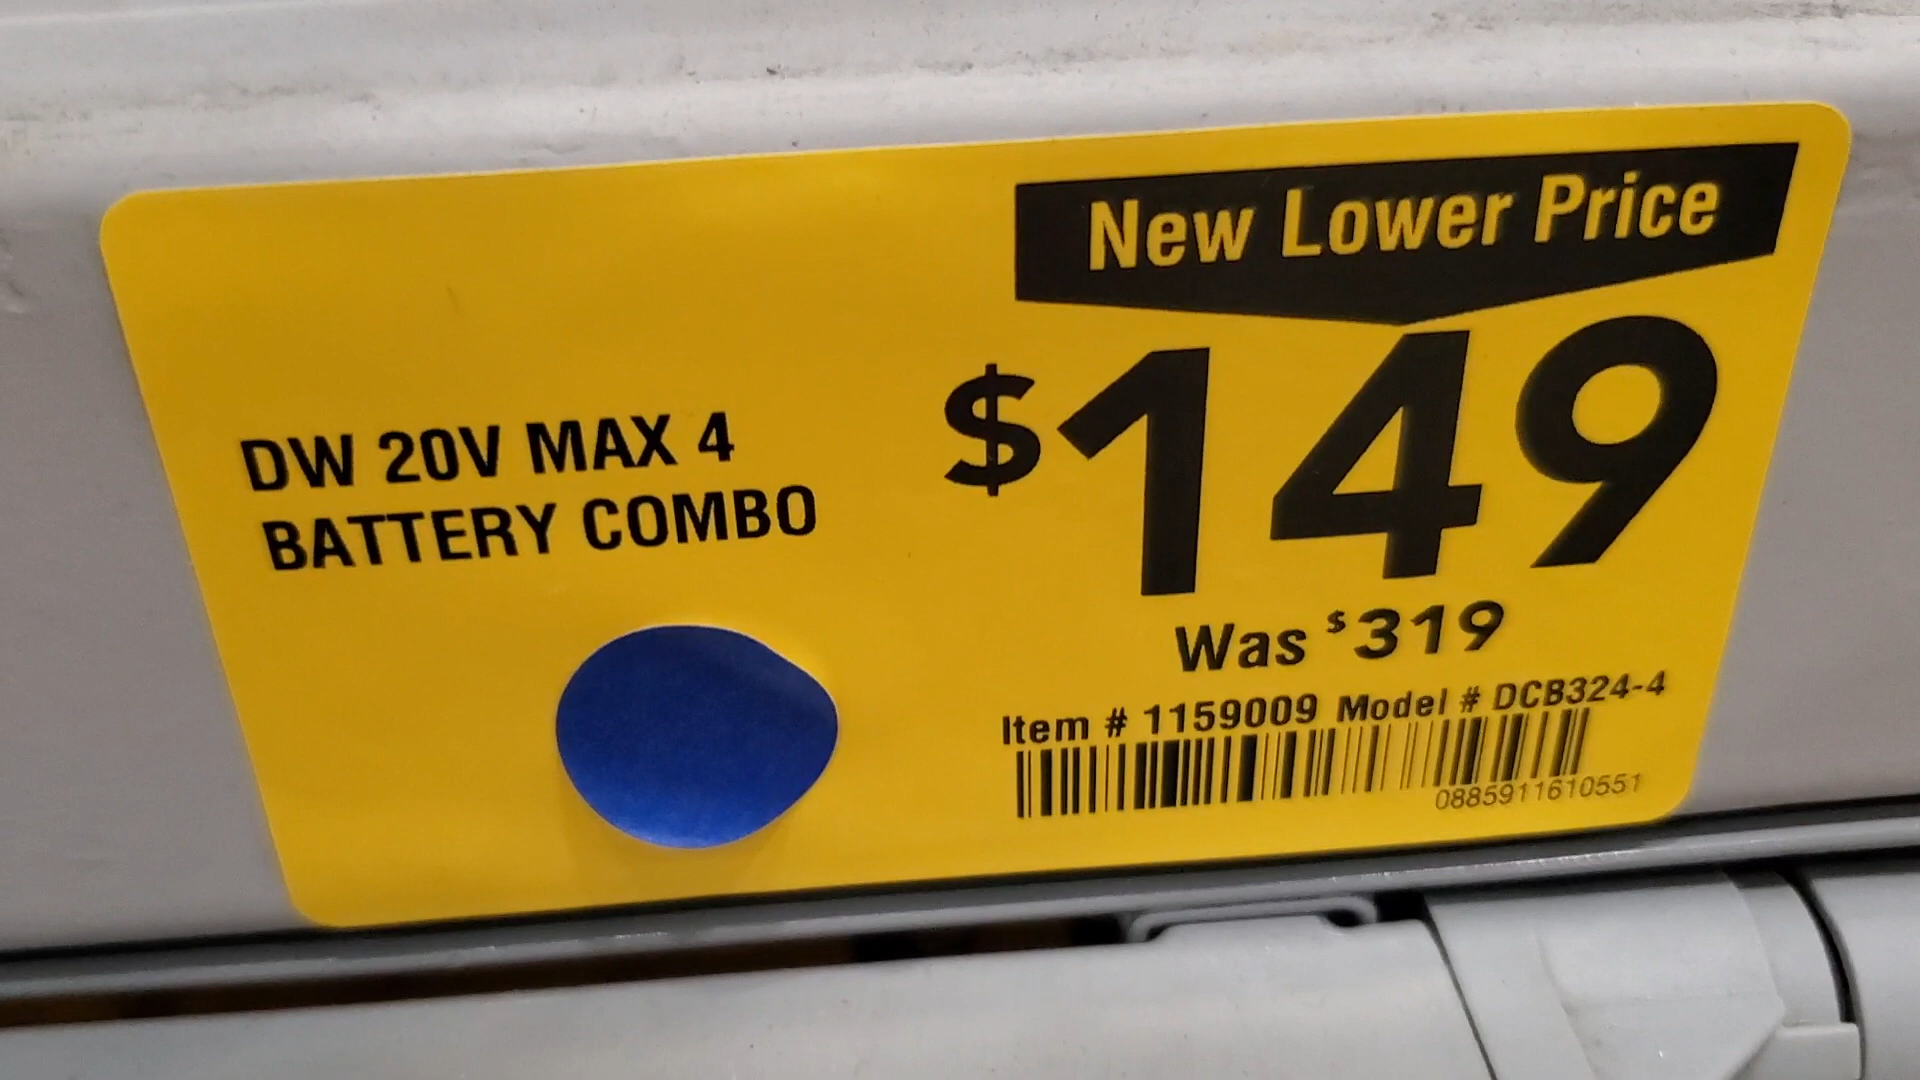 New Lower Price
DW 20V MAX 4
BATTERY COMBO
$149
Was $319
Item # 1159009 Model # DCB324-4
0885911610551